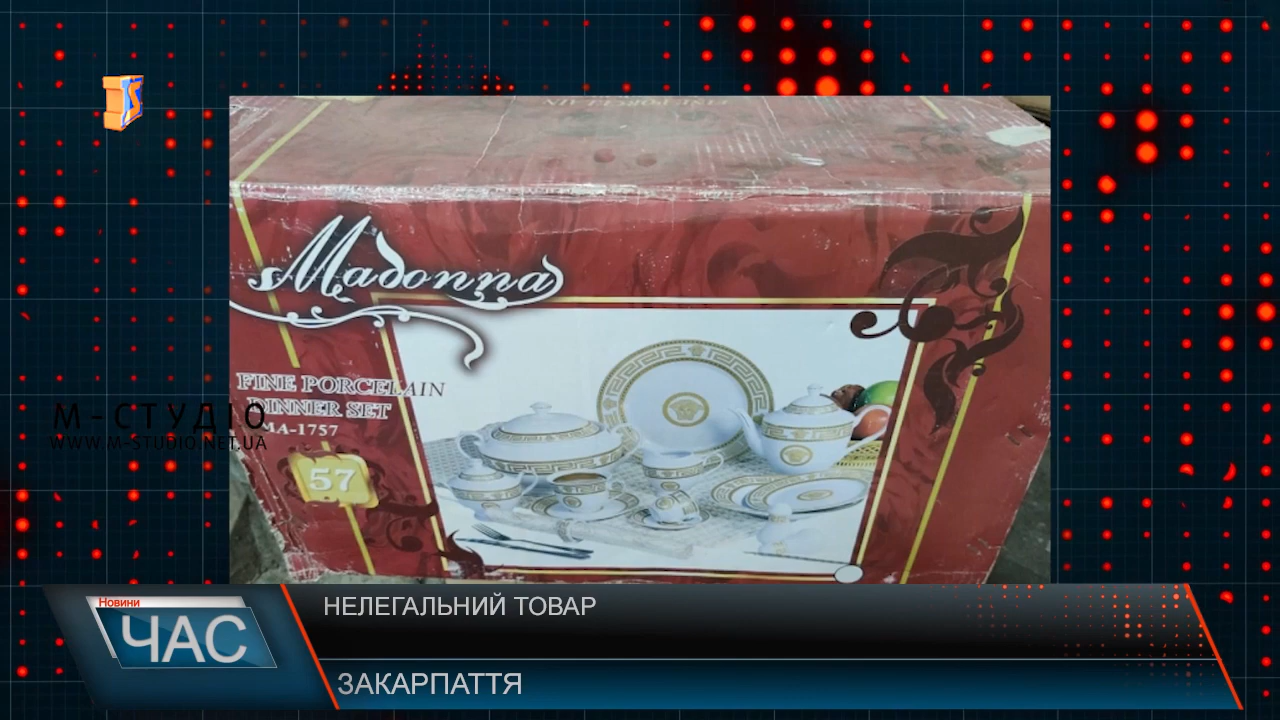 Madonna
FINE PORCELAIN
DINNER SET
MA-1757
57
М-СТУДІО
WWW.M-STUDIO.NET.UA
Новини
ЧАС
НЕЛЕГАЛЬНИЙ ТОВАР
ЗАКАРПАТТЯ